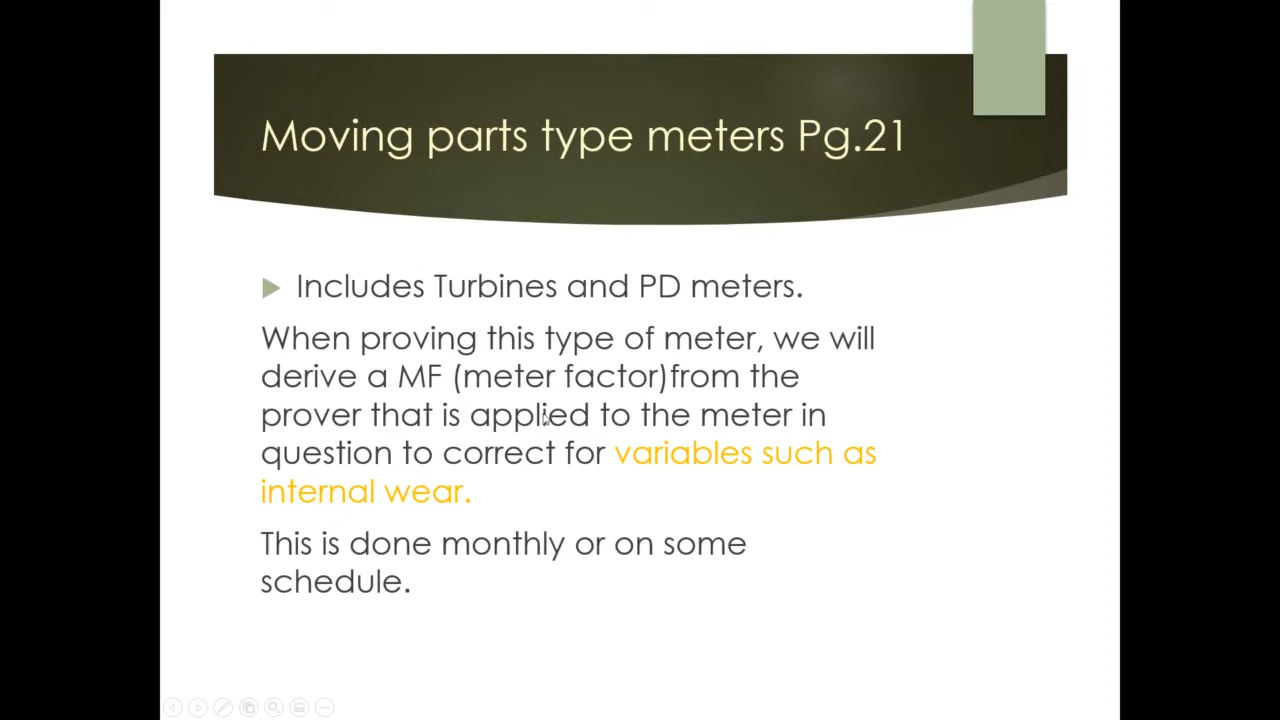 Moving parts type meters Pg.21
Includes Turbines and PD meters.
When proving this type of meter, we will
derive a MF (meter factor)from the
prover that is applied to the meter in
question to correct for variables such as
internal wear.
This is done monthly or on some
schedule.